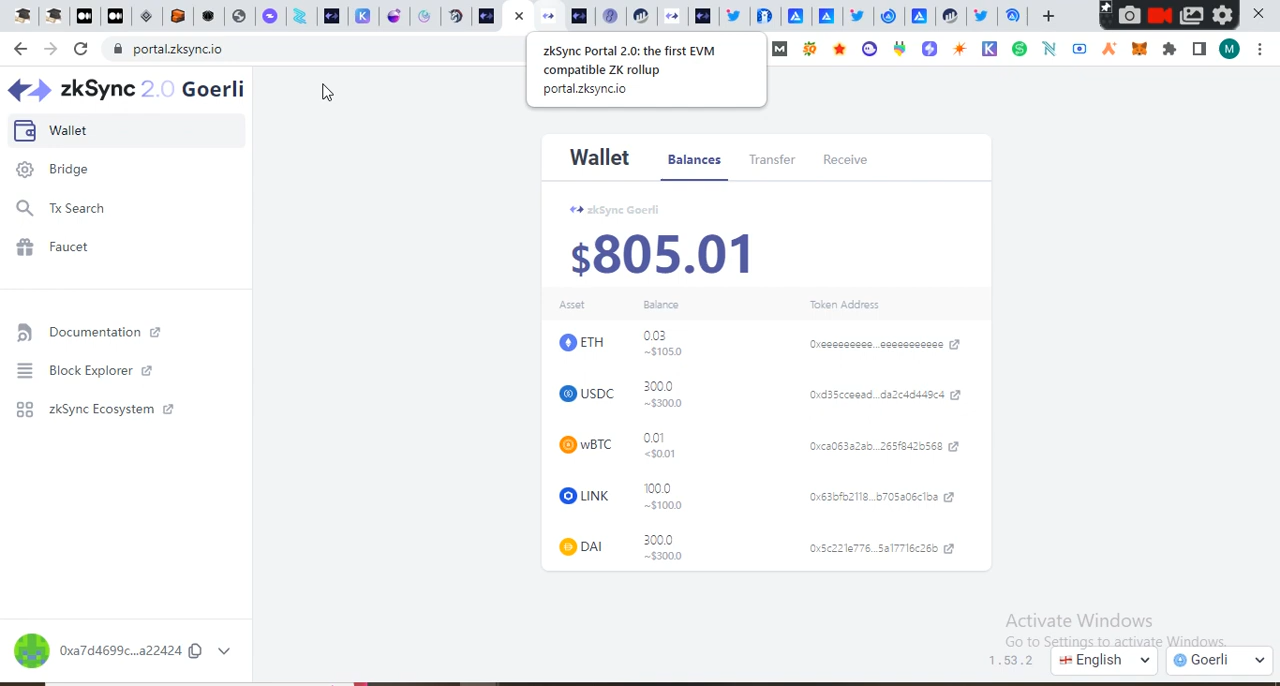 portal.zksync.io
M
zkSync Portal 2.0: the first EVM
compatible ZK rollup
portal.zksync.io
zkSync 2.0 Goerli
Wallet
Bridge
Tx Search
Faucet
Documentation
Block Explorer
zkSync Ecosystem
0xa7d4699c...a22424
Wallet Balances Transfer Receive
zkSync Goerli
$805.01
Asset Balance Token Address
ETH 0.03 0xeeeeeeeee...eeeeeeeeeee
~$105.0
USDC 300.0 0xd35cceead...da2c4d449c4
~$300.0
wBTC 0.01 0xca063a2ab...265f842b568
<$0.01
LINK 100.0 0x63bfb2118...b705a06c1ba
~$100.0
DAI 300.0 0x5c221e776...5a17716c26b
~$300.0
Activate Windows
Go to Settings to activate Windows.
1.53.2 English Goerli